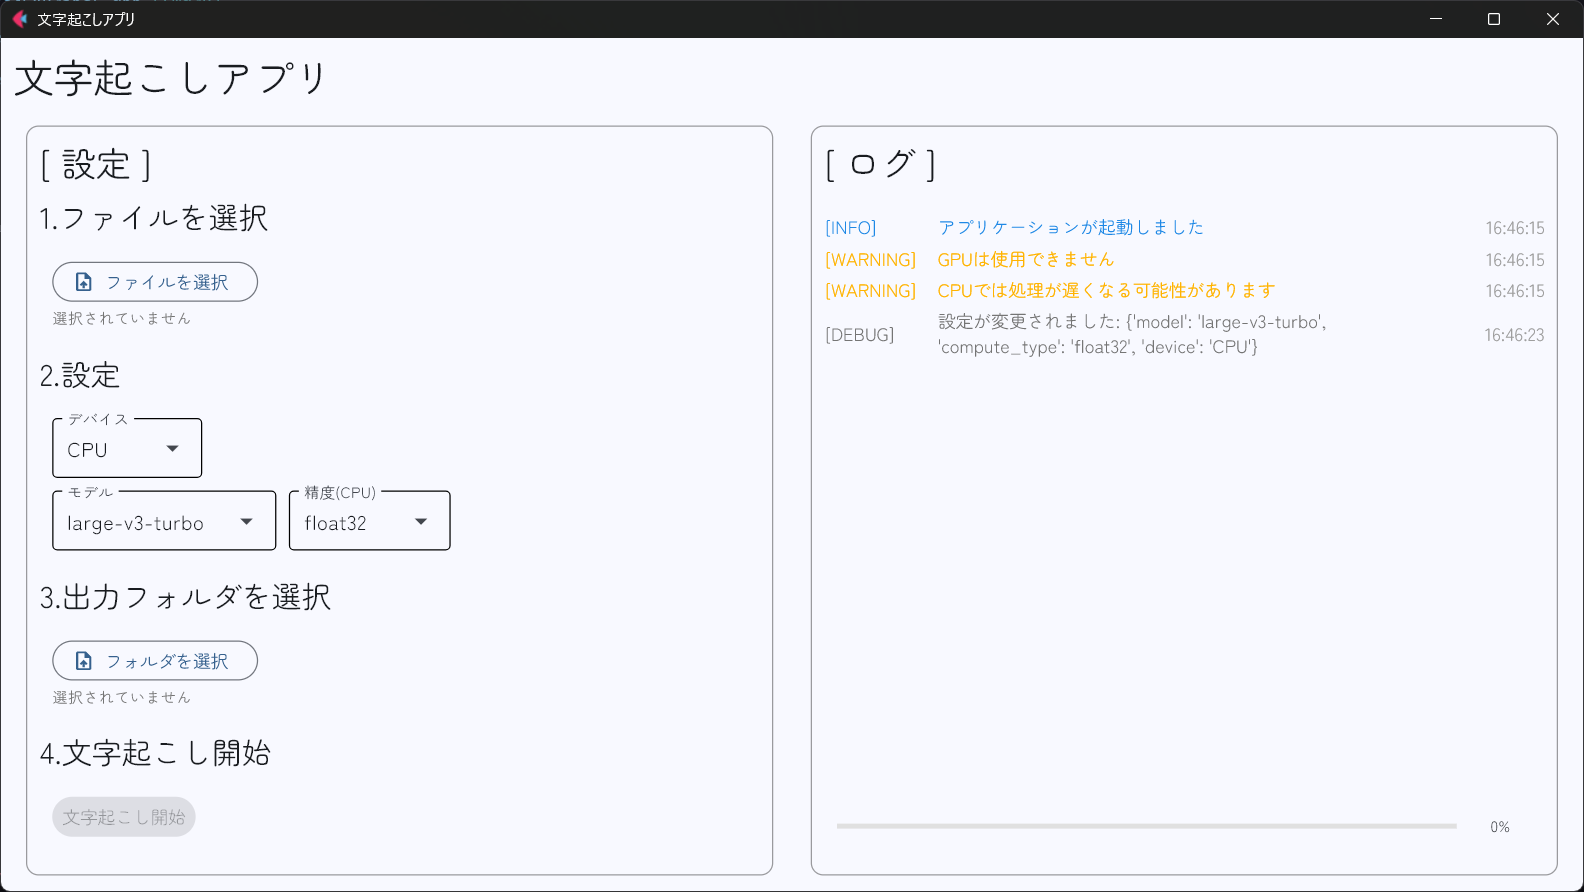 文字起こしアプリ
文字起こしアプリ
[ 設定 ]
1.ファイルを選択
ファイルを選択
選択されていません
2.設定
デバイス
CPU
モデル
large-v3-turbo
精度(CPU)
float32
3.出力フォルダを選択
フォルダを選択
選択されていません
4.文字起こし開始
文字起こし開始
[ ログ ]
[INFO] アプリケーションが起動しました 16:46:15
[WARNING] GPUは使用できません 16:46:15
[WARNING] CPUでは処理が遅くなる可能性があります 16:46:15
[DEBUG] 設定が変更されました: {'model': 'large-v3-turbo',
'compute_type': 'float32', 'device': 'CPU'} 16:46:23
0%